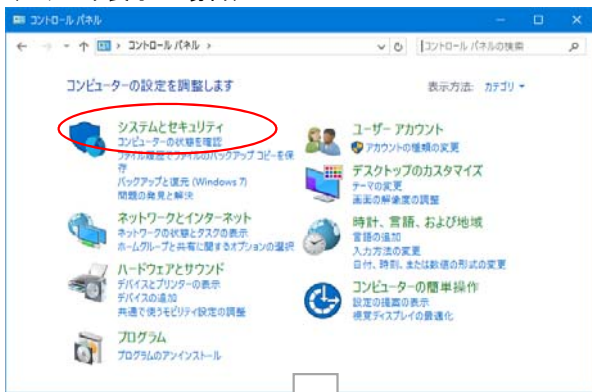 コントロール パネル
コントロール パネル
コントロール パネルの検索
コンピューターの設定を調整します
表示方法: カテゴリ
システムとセキュリティ
コンピューターの状態を確認
ファイル履歴でファイルのバックアップ コピーを保
存
バックアップと復元 (Windows 7)
問題の発見と解決
ネットワークとインターネット
ネットワークの状態とタスクの表示
ホームグループと共有に関するオプションの選択
ハードウェアとサウンド
デバイスとプリンターの表示
デバイスの追加
共通で使うモビリティ設定の調整
プログラム
プログラムのアンインストール
ユーザー アカウント
アカウントの種類の変更
デスクトップのカスタマイズ
テーマの変更
画面の解像度の調整
時計、言語、および地域
言語の追加
入力方法の変更
日付、時刻、または数値の形式の変更
コンピューターの簡単操作
設定の提案の表示
視覚ディスプレイの最適化